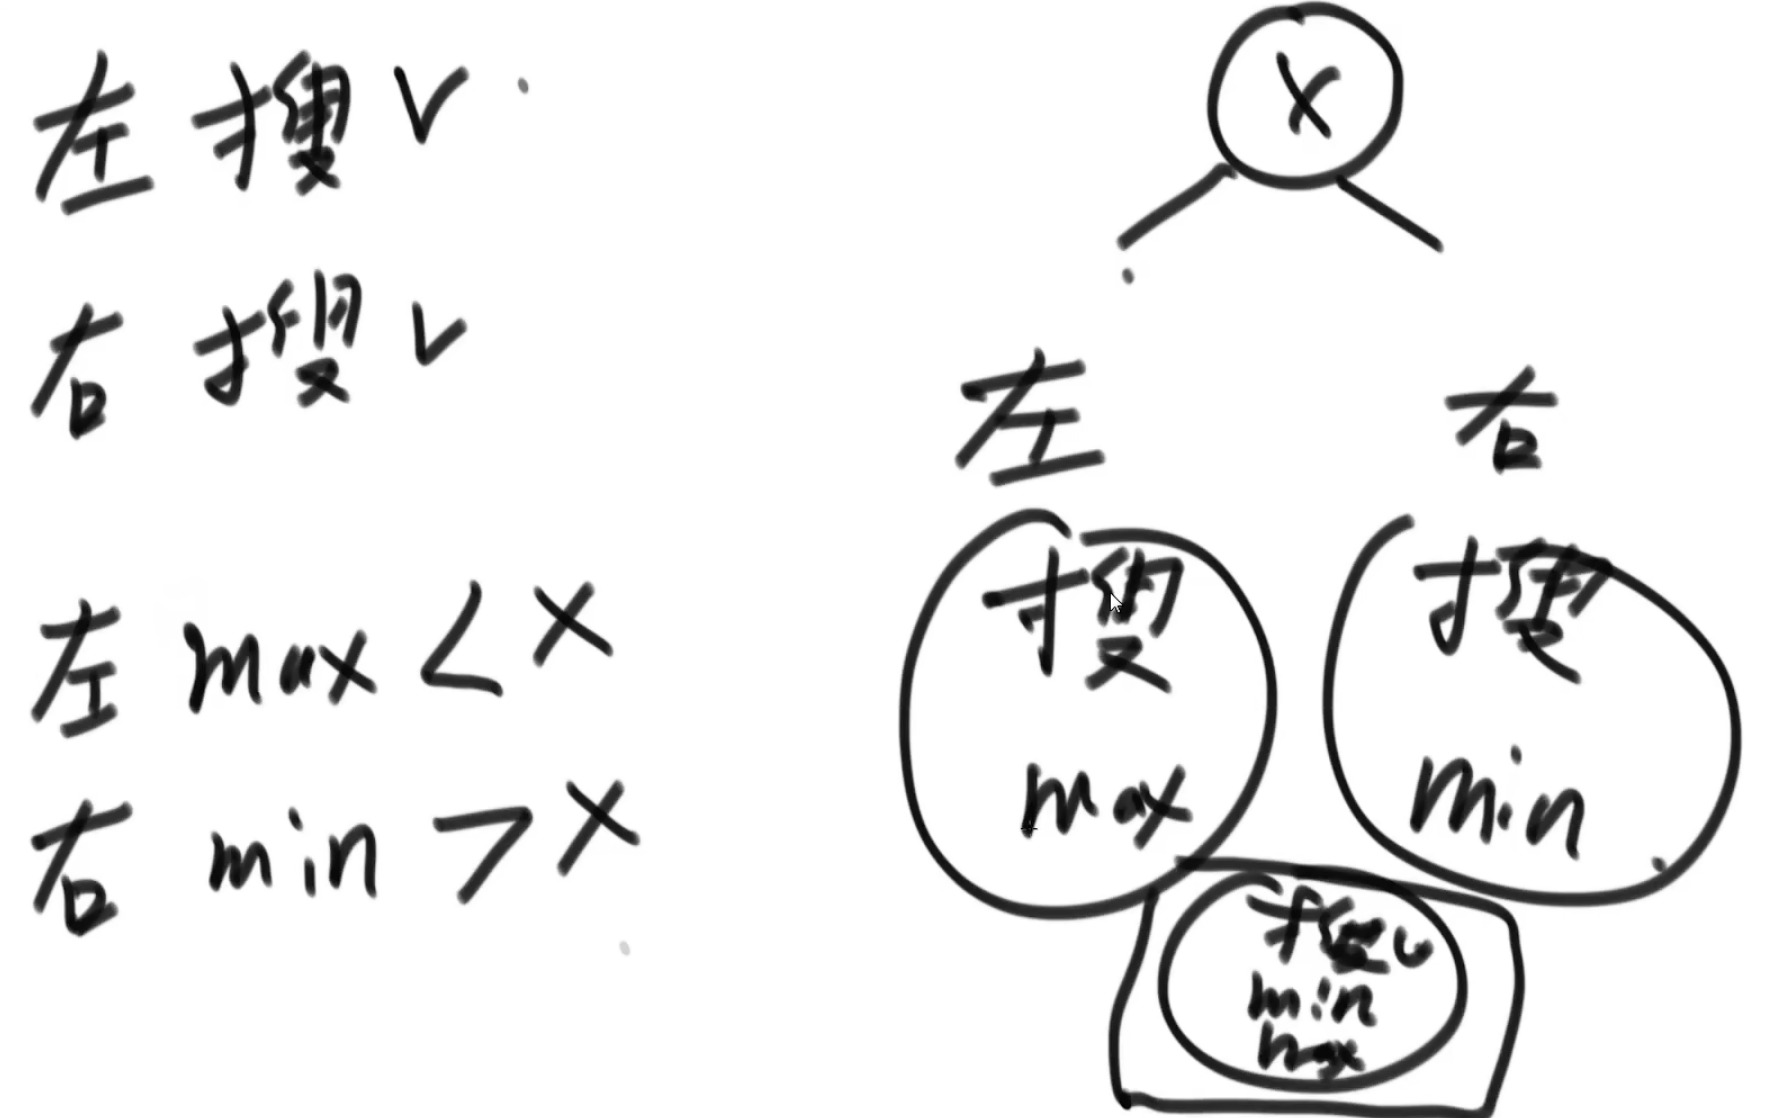 左 搜 ✓
右 搜 ✓
左 max < X
右 min > X
X
左
右
搜
max
搜
min
搜 ✓
min
max